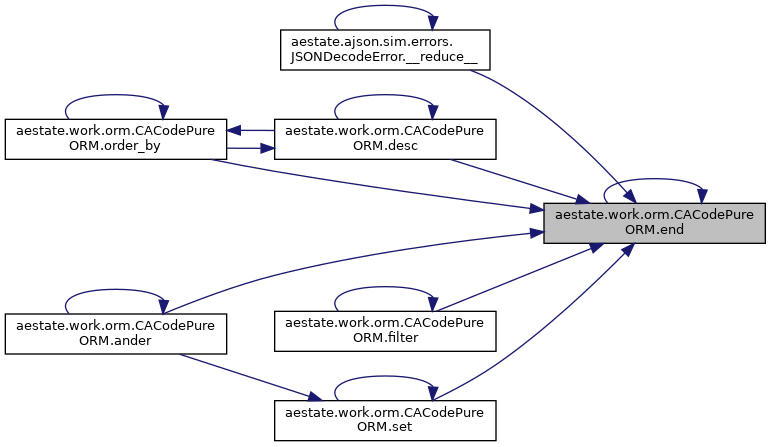 aestate.ajson.sim.errors.
JSONDecodeError.__reduce__
aestate.work.orm.CACodePure
ORM.order_by
aestate.work.orm.CACodePure
ORM.desc
aestate.work.orm.CACodePure
ORM.end
aestate.work.orm.CACodePure
ORM.ander
aestate.work.orm.CACodePure
ORM.filter
aestate.work.orm.CACodePure
ORM.set